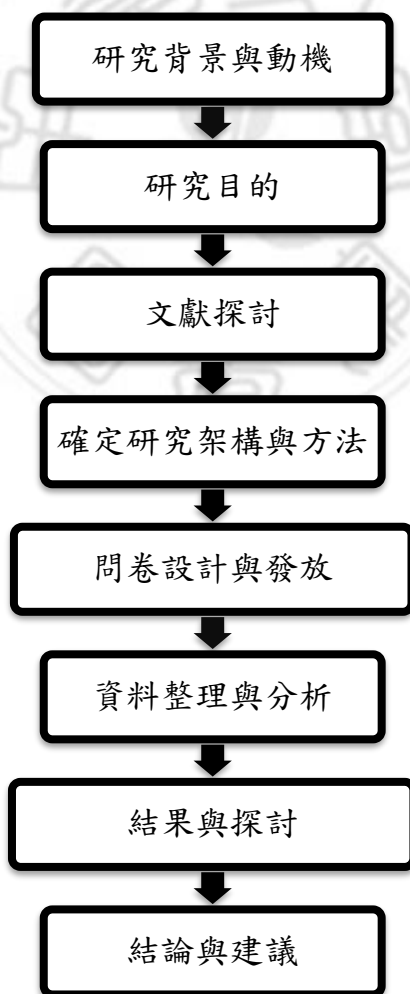 研究背景與動機
研究目的
文獻探討
確定研究架構與方法
問卷設計與發放
資料整理與分析
結果與探討
結論與建議